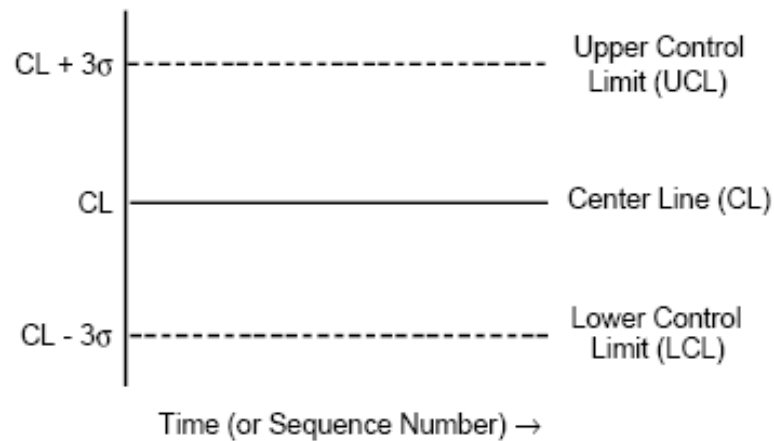 CL + 3σ
Upper Control
Limit (UCL)
CL
Center Line (CL)
CL - 3σ
Lower Control
Limit (LCL)
Time (or Sequence Number) →